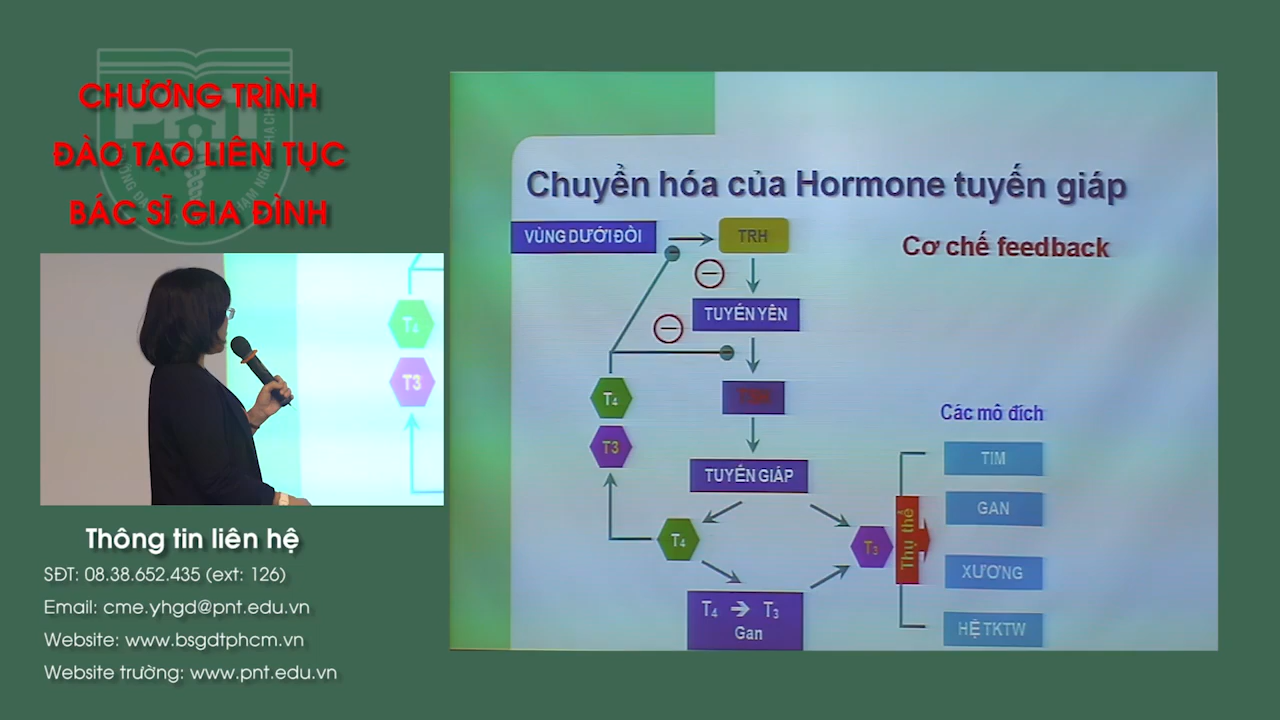 CHƯƠNG TRÌNH
ĐÀO TẠO LIÊN TỤC
BÁC SĨ GIA ĐÌNH
T4
T3
Thông tin liên hệ
SĐT: 08.38.652.435 (ext: 126)
Email: cme.yhgd@pnt.edu.vn
Website: www.bsgdtphcm.vn
Website trường: www.pnt.edu.vn
Chuyển hóa của Hormone tuyến giáp
VÙNG DƯỚI ĐỒI
TRH
Cơ chế feedback
TUYẾN YÊN
T4
T3
TUYẾN GIÁP
T4
T3
T4 → T3
Gan
Thụ thể
Các mô đích
TIM
GAN
XƯƠNG
HỆ TKTW